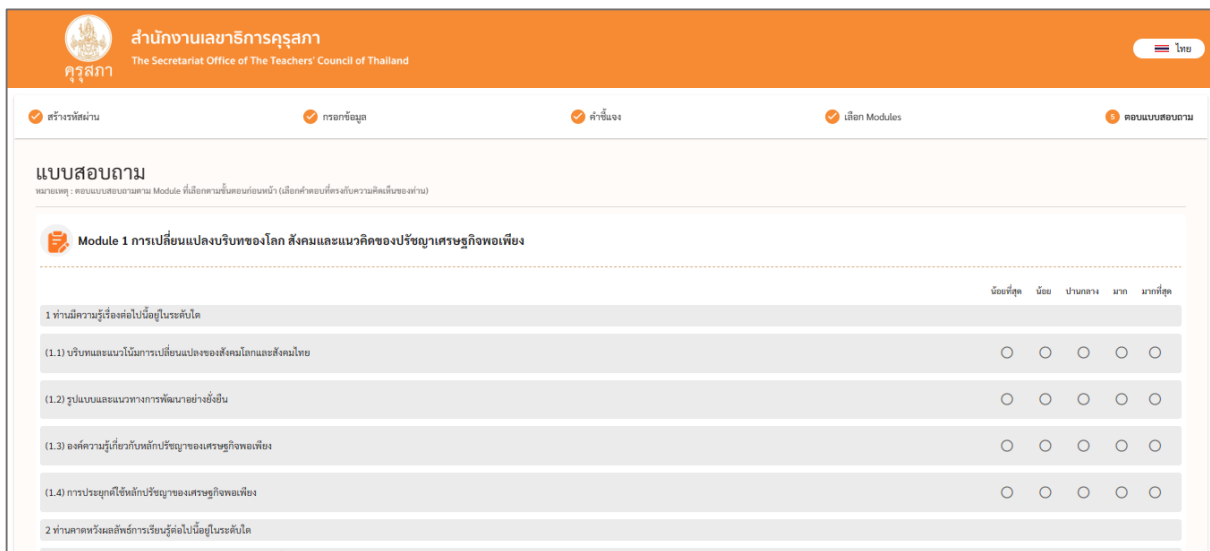 สำนักงานเลขาธิการคุรุสภา
The Secretariat Office of The Teachers' Council of Thailand
คุรุสภา
ไทย
สร้างรหัสผ่าน กรอกข้อมูล คำชี้แจง เลือก Modules 5 ตอบแบบสอบถาม
แบบสอบถาม
หมายเหตุ : ตอบแบบสอบถามตาม Module ที่เลือกตามขั้นตอนก่อนหน้า (เลือกคำตอบที่ตรงกับความคิดเห็นของท่าน)
Module 1 การเปลี่ยนแปลงบริบทของโลก สังคมและแนวคิดของปรัชญาเศรษฐกิจพอเพียง
น้อยที่สุด น้อย ปานกลาง มาก มากที่สุด
1 ท่านมีความรู้เรื่องต่อไปนี้อยู่ในระดับใด
(1.1) บริบทและแนวโน้มการเปลี่ยนแปลงของสังคมโลกและสังคมไทย
(1.2) รูปแบบและแนวทางการพัฒนาอย่างยั่งยืน
(1.3) องค์ความรู้เกี่ยวกับหลักปรัชญาของเศรษฐกิจพอเพียง
(1.4) การประยุกต์ใช้หลักปรัชญาของเศรษฐกิจพอเพียง
2 ท่านคาดหวังผลลัพธ์การเรียนรู้ต่อไปนี้อยู่ในระดับใด